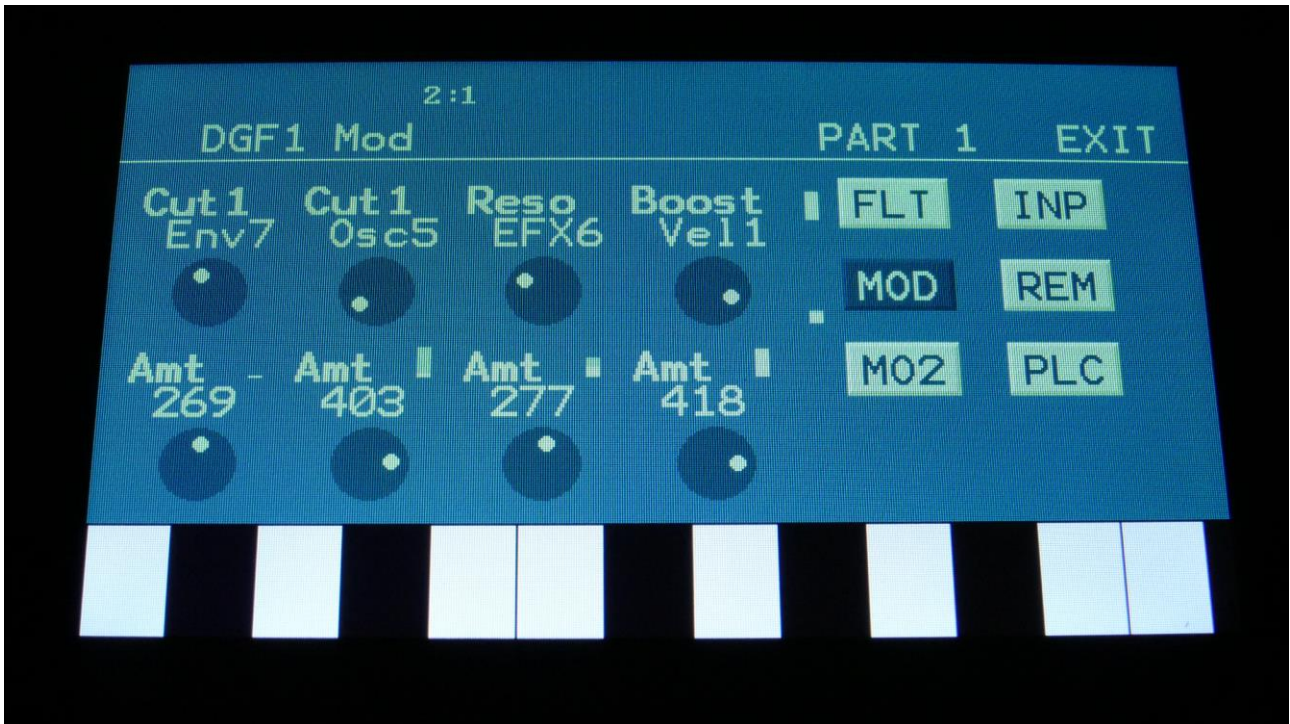 2:1
DGF1 Mod PART 1 EXIT
Cut1 Cut1 Reso Boost FLT INP
Env7 Osc5 EFX6 Vel1
MOD REM
Amt Amt Amt Amt MO2 PLC
269 403 277 418